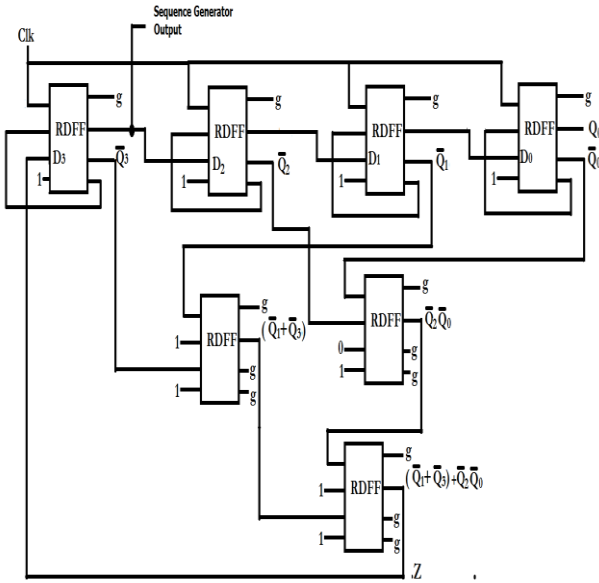 Sequence Generator
Output
Clk
g
g
g
g
RDFF
RDFF
RDFF
RDFF
Q
D3
Q̅3
D2
Q̅2
D1
Q̅1
D0
Q̅0
1
1
1
1
g
(Q̅1+Q̅3)
1
RDFF
g
1
g
g
Q̅2Q̅0
RDFF
0
g
1
g
g
(Q̅1+Q̅3)+Q̅2Q̅0
1
RDFF
g
1
g
.Z